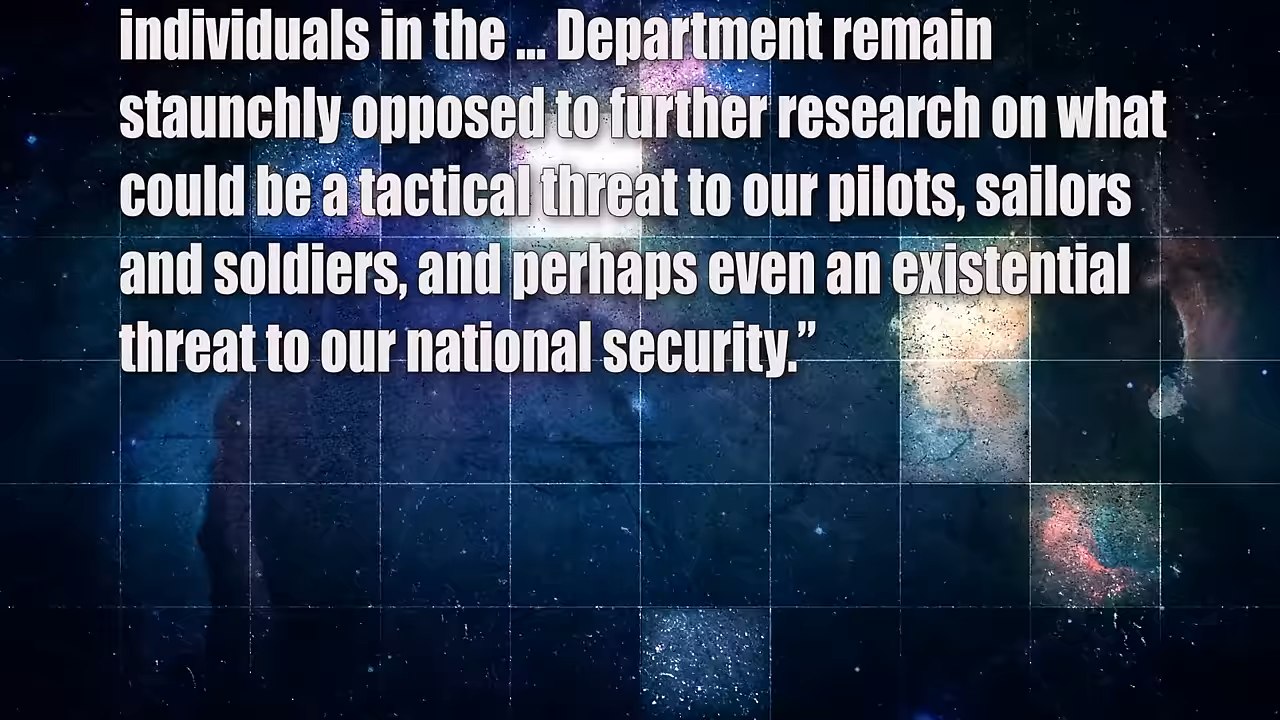 individuals in the ... Department remain
staunchly opposed to further research on what
could be a tactical threat to our pilots, sailors
and soldiers, and perhaps even an existential
threat to our national security.”